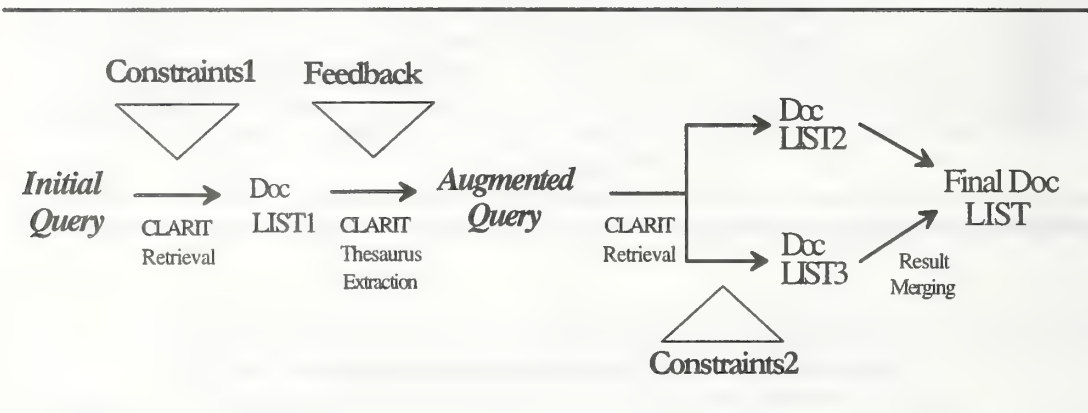 Constraints1
Feedback
Initial
Query
CLARIT
Retrieval
Doc
LIST1
CLARIT
Thesaurus
Extraction
Augmented
Query
CLARIT
Retrieval
Doc
LIST2
Doc
LIST3
Constraints2
Result
Merging
Final Doc
LIST